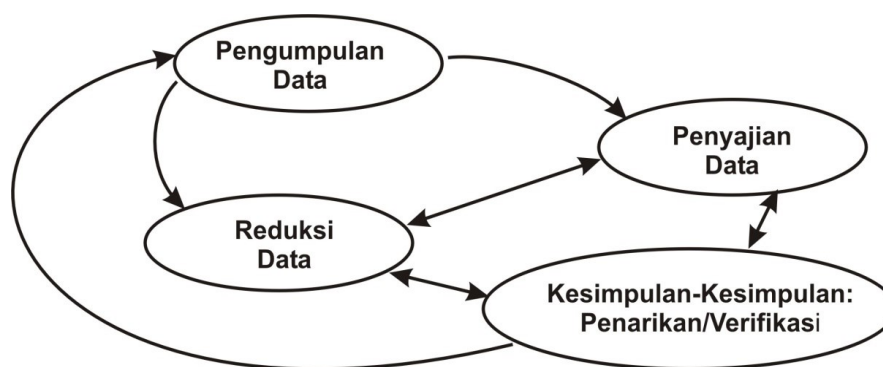 Pengumpulan
Data
Penyajian
Data
Reduksi
Data
Kesimpulan-Kesimpulan:
Penarikan/Verifikasi